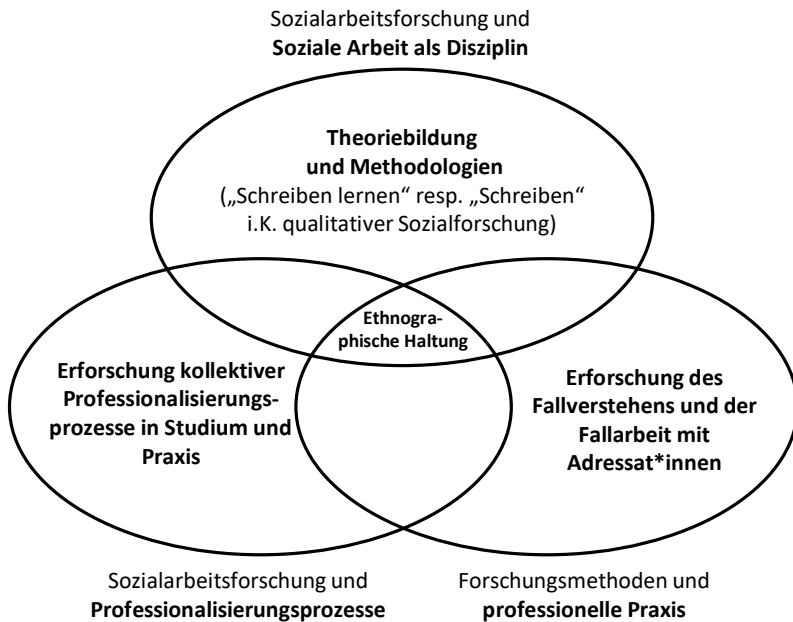 Sozialarbeitsforschung und
Soziale Arbeit als Disziplin
Theoriebildung
und Methodologien
(„Schreiben lernen“ resp. „Schreiben“
i.K. qualitativer Sozialforschung)
Ethnogra-
phische Haltung
Erforschung kollektiver
Professionalisierungs-
prozesse in Studium und
Praxis
Erforschung des
Fallverstehens und der
Fallarbeit mit
Adressat*innen
Sozialarbeitsforschung und
Professionalisierungsprozesse
Forschungsmethoden und
professionelle Praxis